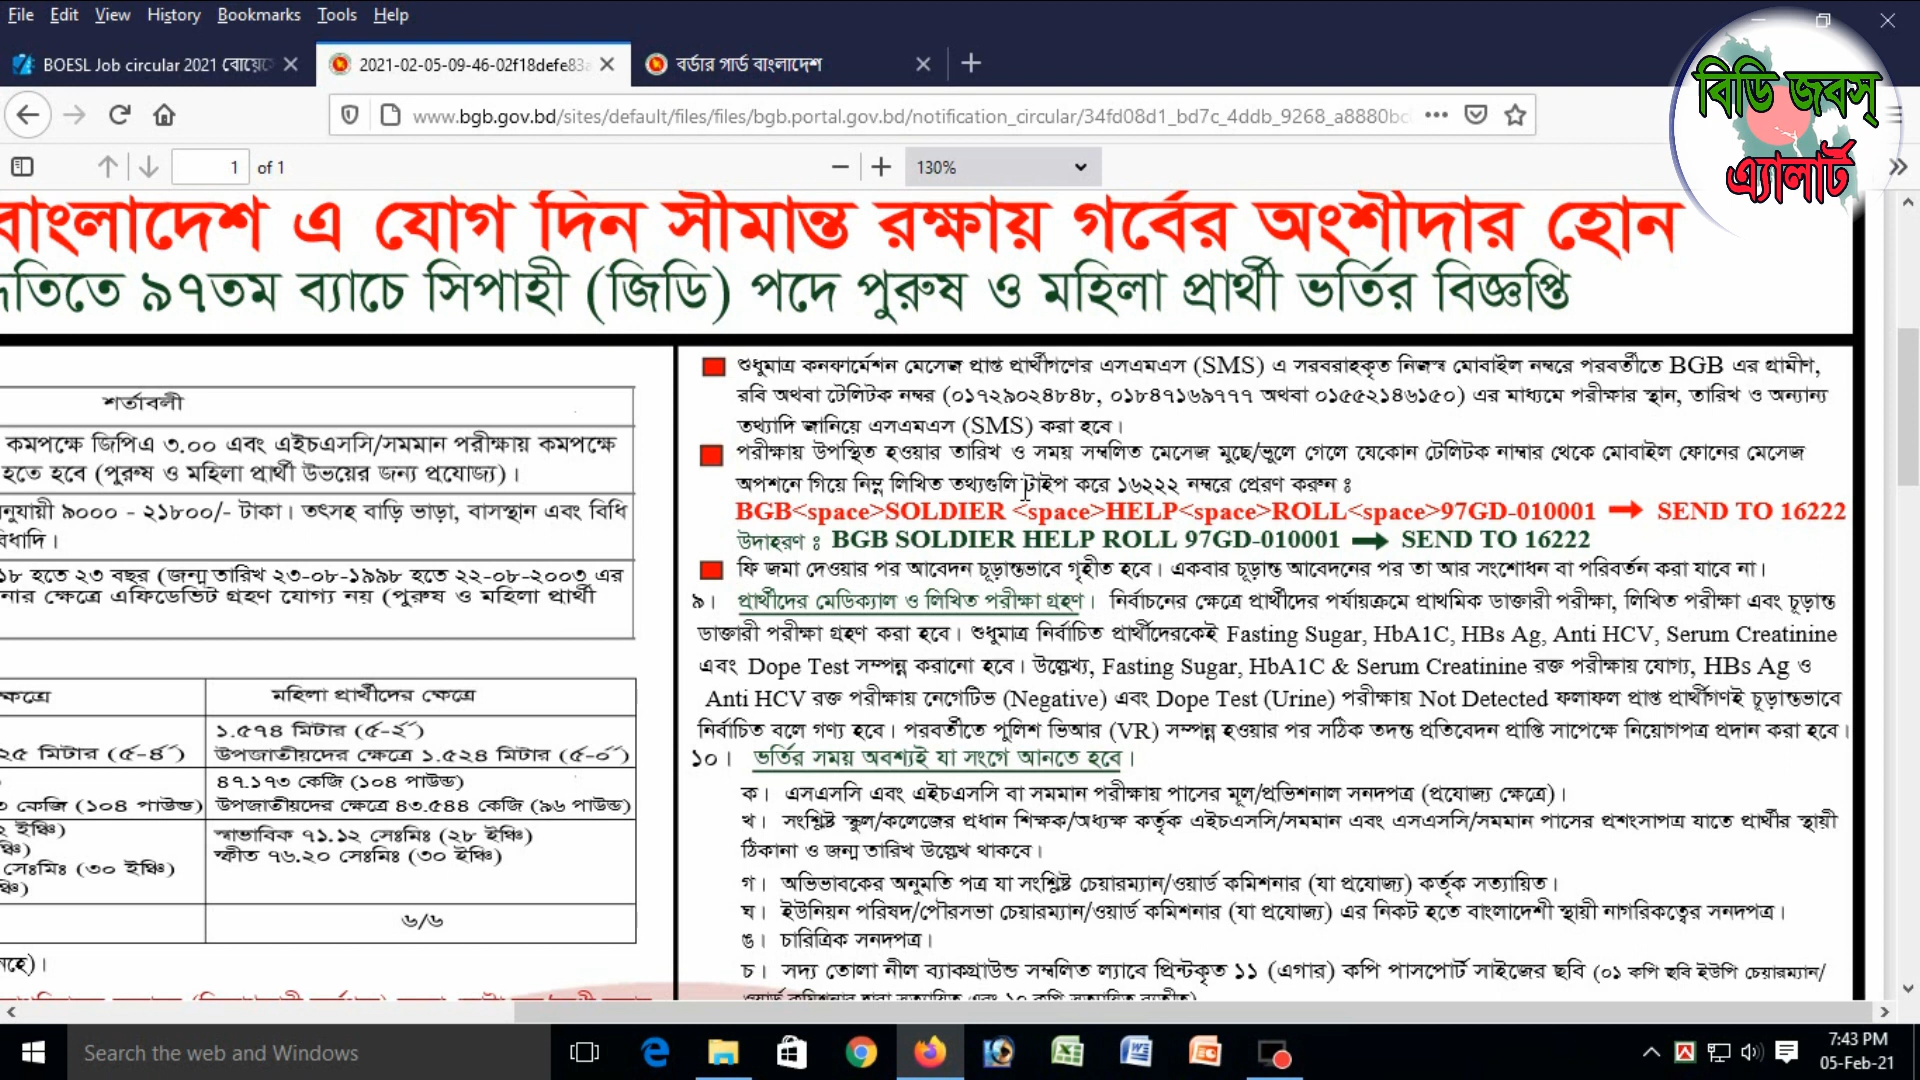 File Edit View History Bookmarks Tools Help
BOESL Job circular 2021 বোয়েসে
2021-02-05-09-46-02f18defe83a
বর্ডার গার্ড বাংলাদেশ
www.bgb.gov.bd/sites/default/files/files/bgb.portal.gov.bd/notification_circular/34fd08d1_bd7c_4ddb_9268_a8880bc
1 of 1
130%
বিডি জবস্
এ্যালার্ট
বাংলাদেশ এ যোগ দিন সীমান্ত রক্ষায় গর্বের অংশীদার হোন
দ্ধতিতে ৯৭তম ব্যাচে সিপাহী (জিডি) পদে পুরুষ ও মহিলা প্রার্থী ভর্তির বিজ্ঞপ্তি
শর্তাবলী
কমপক্ষে জিপিএ ৩.০০ এবং এইচএসসি/সমমান পরীক্ষায় কমপক্ষে
হতে হবে (পুরুষ ও মহিলা প্রার্থী উভয়ের জন্য প্রযোজ্য)।
নুযায়ী ৯০০০ - ২১৮০০/- টাকা। তৎসহ বাড়ি ভাড়া, বাসস্থান এবং বিধি
বধাদি।
১৮ হতে ২৩ বছর (জন্ম তারিখ ২৩-০৮-১৯৯৮ হতে ২২-০৮-২০০৩ এর
নার ক্ষেত্রে এফিডেভিট গ্রহণ যোগ্য নয় (পুরুষ ও মহিলা প্রার্থী
ক্ষেত্রে মহিলা প্রার্থীদের ক্ষেত্রে
১.৫৭৪ মিটার (৫-২˝)
২৫ মিটার (৫-৪˝) উপজাতীয়দের ক্ষেত্রে ১.৫২৪ মিটার (৫-০˝)
৪৭.১৭৩ কেজি (১০৪ পাউন্ড)
৩ কেজি (১০৪ পাউন্ড) উপজাতীয়দের ক্ষেত্রে ৪৩.৫৪৪ কেজি (৯৬ পাউন্ড)
২ ইঞ্চি) স্বাভাবিক ৭১.১২ সেঃমিঃ (২৮ ইঞ্চি)
ঞ্চি) স্ফীত ৭৬.২০ সেঃমিঃ (৩০ ইঞ্চি)
সেঃমিঃ (৩০ ইঞ্চি)
ঞ্চি)
৬/৬
নহে)।
শুধুমাত্র কনফার্মেশন মেসেজ প্রাপ্ত প্রার্থীগণের এসএমএস (SMS) এ সরবরাহকৃত নিজস্ব মোবাইল নম্বরে পরবর্তীতে BGB এর গ্রামীণ,
রবি অথবা টেলিটক নম্বর (০১৭২৯০২৪৮৪৮, ০১৮৪৭১৬৯৭৭৭ অথবা ০১৫৫২১৪৬১৫০) এর মাধ্যমে পরীক্ষার স্থান, তারিখ ও অন্যান্য
তথ্যাদি জানিয়ে এসএমএস (SMS) করা হবে।
পরীক্ষায় উপস্থিত হওয়ার তারিখ ও সময় সম্বলিত মেসেজ মুছে/ভুলে গেলে যেকোন টেলিটক নাম্বার থেকে মোবাইল ফোনের মেসেজ
অপশনে গিয়ে নিম্ন লিখিত তথ্যগুলি টাইপ করে ১৬২২২ নম্বরে প্রেরণ করুন ঃ
BGB<space>SOLDIER <space>HELP<space>ROLL<space>97GD-010001 ➞ SEND TO 16222
উদাহরণ ঃ BGB SOLDIER HELP ROLL 97GD-010001 ➞ SEND TO 16222
ফি জমা দেওয়ার পর আবেদন চূড়ান্তভাবে গৃহীত হবে। একবার চূড়ান্ত আবেদনের পর তা আর সংশোধন বা পরিবর্তন করা যাবে না।
৯। প্রার্থীদের মেডিক্যাল ও লিখিত পরীক্ষা গ্রহণ। নির্বাচনের ক্ষেত্রে প্রার্থীদের পর্যায়ক্রমে প্রাথমিক ডাক্তারী পরীক্ষা, লিখিত পরীক্ষা এবং চূড়ান্ত
ডাক্তারী পরীক্ষা গ্রহণ করা হবে। শুধুমাত্র নির্বাচিত প্রার্থীদেরকেই Fasting Sugar, HbA1C, HBs Ag, Anti HCV, Serum Creatinine
এবং Dope Test সম্পন্ন করানো হবে। উল্লেখ্য, Fasting Sugar, HbA1C & Serum Creatinine রক্ত পরীক্ষায় যোগ্য, HBs Ag ও
Anti HCV রক্ত পরীক্ষায় নেগেটিভ (Negative) এবং Dope Test (Urine) পরীক্ষায় Not Detected ফলাফল প্রাপ্ত প্রার্থীগণই চূড়ান্তভাবে
নির্বাচিত বলে গণ্য হবে। পরবর্তীতে পুলিশ ভিআর (VR) সম্পন্ন হওয়ার পর সঠিক তদন্ত প্রতিবেদন প্রাপ্তি সাপেক্ষে নিয়োগপত্র প্রদান করা হবে।
১০। ভর্তির সময় অবশ্যই যা সংগে আনতে হবে।
ক। এসএসসি এবং এইচএসসি বা সমমান পরীক্ষায় পাসের মূল/প্রভিশনাল সনদপত্র (প্রযোজ্য ক্ষেত্রে)।
খ। সংশ্লিষ্ট স্কুল/কলেজের প্রধান শিক্ষক/অধ্যক্ষ কর্তৃক এইচএসসি/সমমান এবং এসএসসি/সমমান পাসের প্রশংসাপত্র যাতে প্রার্থীর স্থায়ী
ঠিকানা ও জন্ম তারিখ উল্লেখ থাকবে।
গ। অভিভাবকের অনুমতি পত্র যা সংশ্লিষ্ট চেয়ারম্যান/ওয়ার্ড কমিশনার (যা প্রযোজ্য) কর্তৃক সত্যায়িত।
ঘ। ইউনিয়ন পরিষদ/পৌরসভা চেয়ারম্যান/ওয়ার্ড কমিশনার (যা প্রযোজ্য) এর নিকট হতে বাংলাদেশী স্থায়ী নাগরিকত্বের সনদপত্র।
ঙ। চারিত্রিক সনদপত্র।
চ। সদ্য তোলা নীল ব্যাকগ্রাউন্ড সম্বলিত ল্যাবে প্রিন্টকৃত ১১ (এগার) কপি পাসপোর্ট সাইজের ছবি (০১ কপি ছবি ইউপি চেয়ারম্যান/
Search the web and Windows
7:43 PM
05-Feb-21